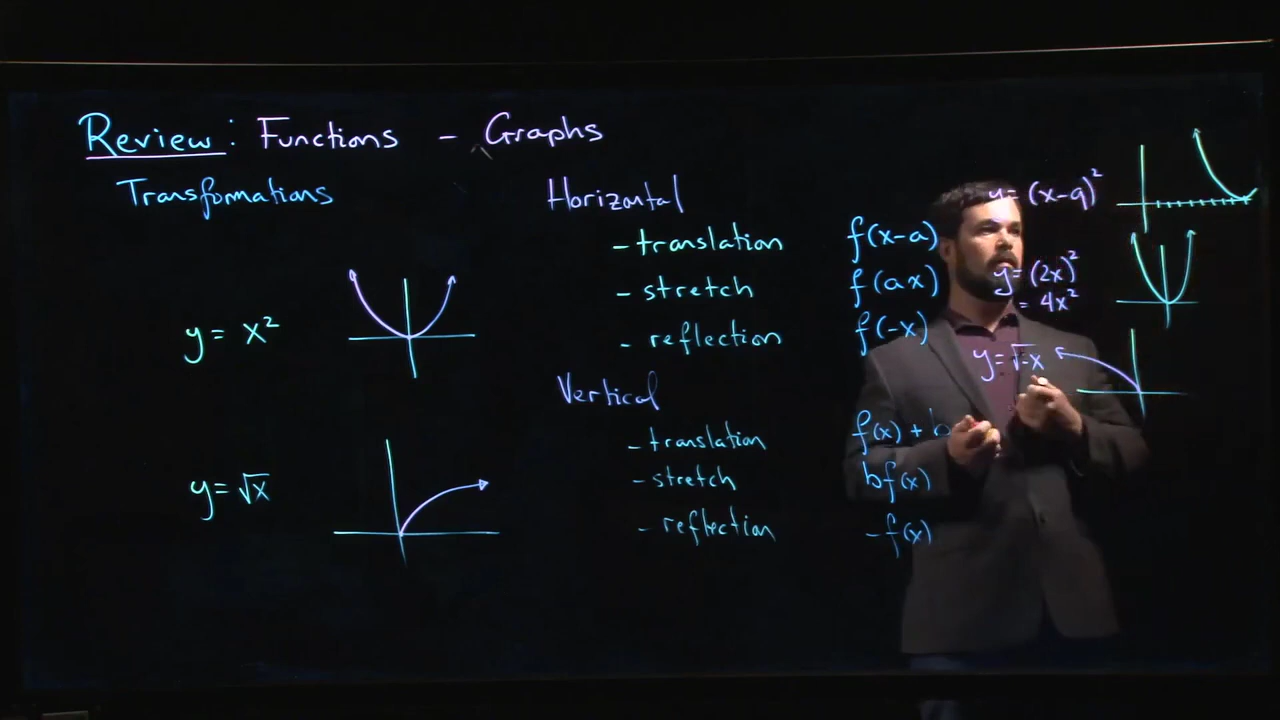 Review: Functions - Graphs
Transformations
y = x²
y = √x
Horizontal
- translation f(x-a)
- stretch f(ax)
- reflection f(-x)
Vertical
- translation f(x) + b
- stretch bf(x)
- reflection -f(x)
y = (x-9)²
y = (2x)²
= 4x²
y = √-x